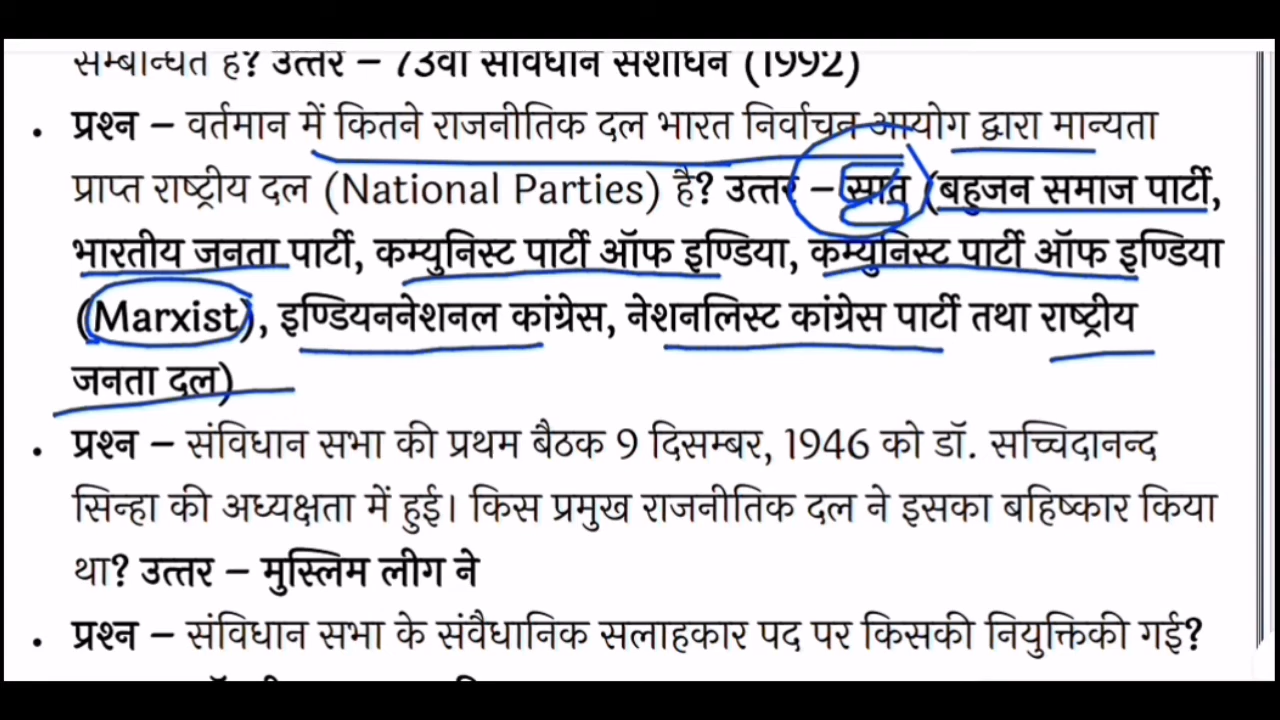 सम्बन्धित है? उत्तर – 73वाँ संविधान संशोधन (1992)
• प्रश्न – वर्तमान में कितने राजनीतिक दल भारत निर्वाचन आयोग द्वारा मान्यता
प्राप्त राष्ट्रीय दल (National Parties) है? उत्तर – सात (बहुजन समाज पार्टी,
भारतीय जनता पार्टी, कम्युनिस्ट पार्टी ऑफ इण्डिया, कम्युनिस्ट पार्टी ऑफ इण्डिया
(Marxist), इण्डियननेशनल कांग्रेस, नेशनलिस्ट कांग्रेस पार्टी तथा राष्ट्रीय
जनता दल)
• प्रश्न – संविधान सभा की प्रथम बैठक 9 दिसम्बर, 1946 को डॉ. सच्चिदानन्द
सिन्हा की अध्यक्षता में हुई। किस प्रमुख राजनीतिक दल ने इसका बहिष्कार किया
था? उत्तर – मुस्लिम लीग ने
• प्रश्न – संविधान सभा के संवैधानिक सलाहकार पद पर किसकी नियुक्तिकी गई?